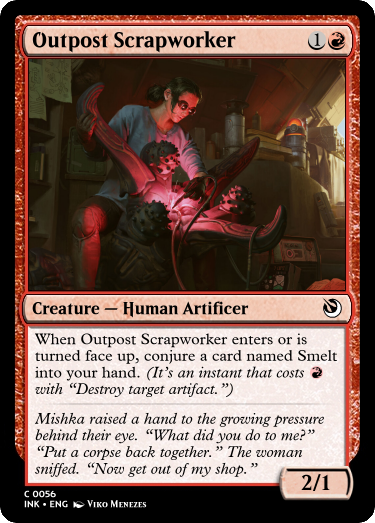 Outpost Scrapworker 1
Creature — Human Artificer
When Outpost Scrapworker enters or is
turned face up, conjure a card named Smelt
into your hand. (It's an instant that costs
with “Destroy target artifact.”)
Mishka raised a hand to the growing pressure
behind their eye. “What did you do to me?”
“Put a corpse back together.” The woman
sniffed. “Now get out of my shop.”
2/1
C 0056
INK • ENG Viko Menezes